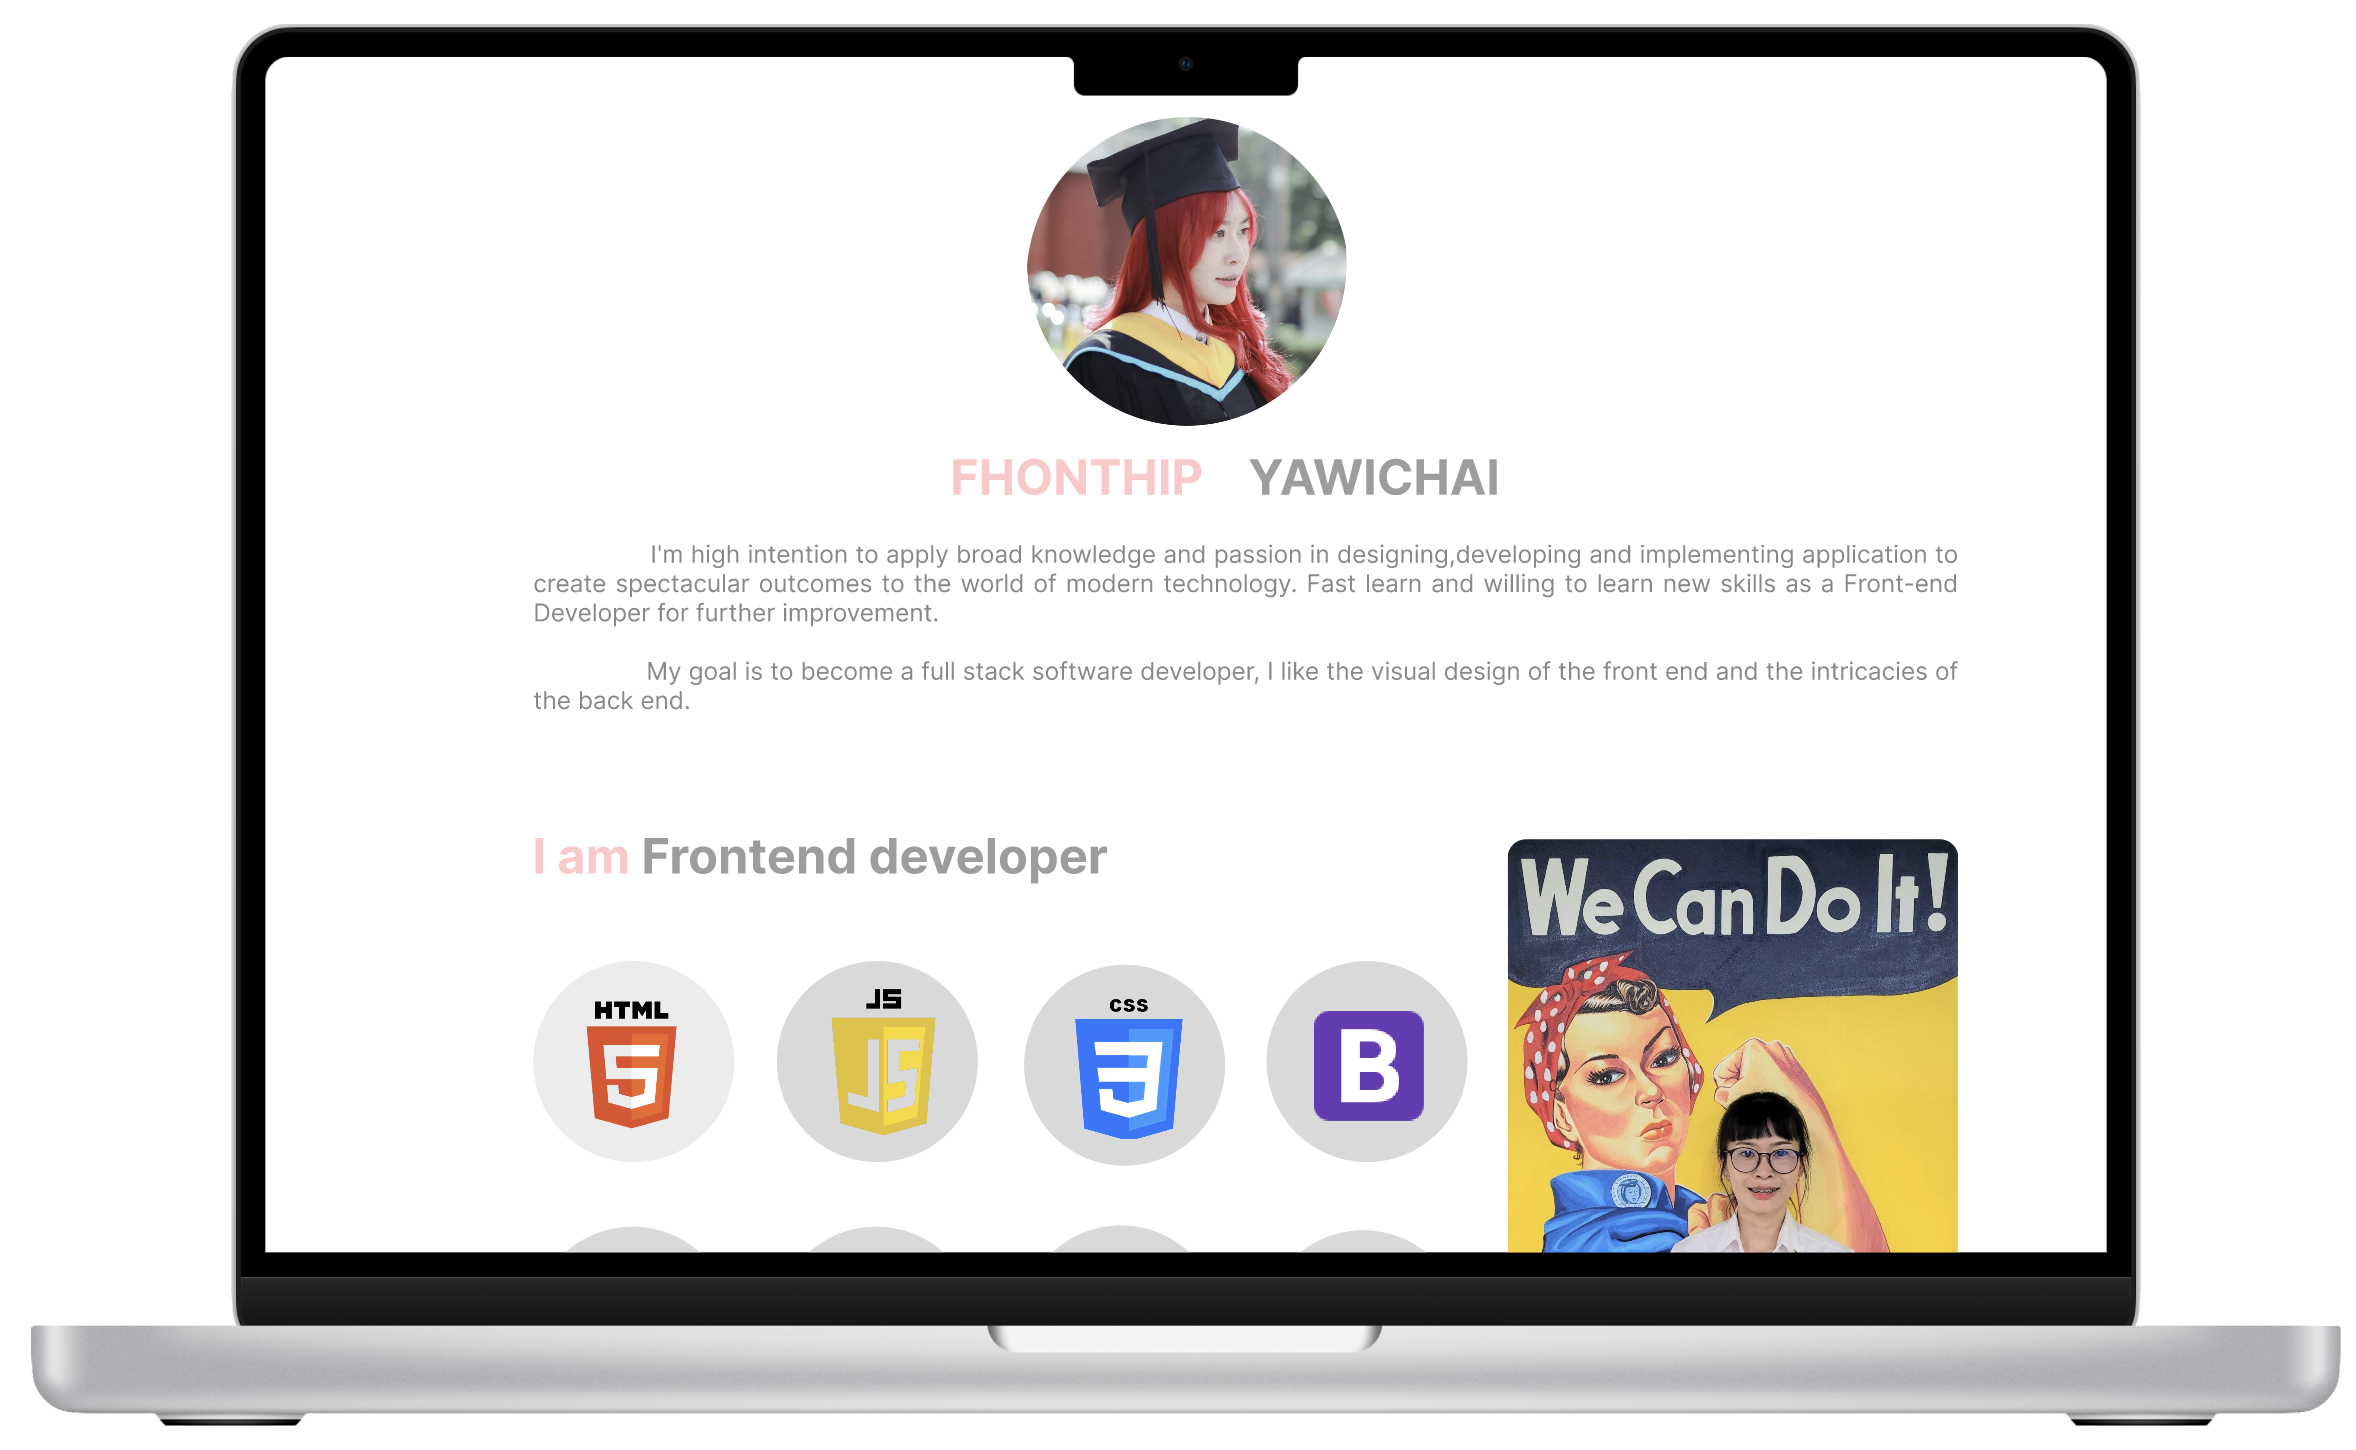 FHONTHIP YAWICHAI
I'm high intention to apply broad knowledge and passion in designing,developing and implementing application to
create spectacular outcomes to the world of modern technology. Fast learn and willing to learn new skills as a Front-end
Developer for further improvement.
My goal is to become a full stack software developer, I like the visual design of the front end and the intricacies of
the back end.
I am Frontend developer
We Can Do It!
HTML
5
JS
JS
CSS
3
B